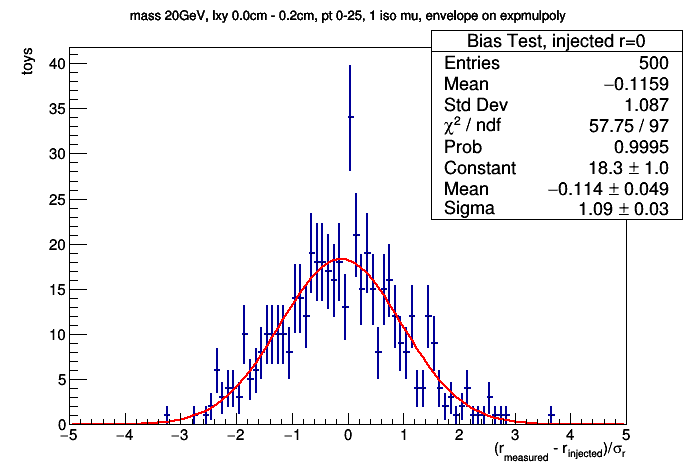 mass 20GeV, lxy 0.0cm - 0.2cm, pt 0-25, 1 iso mu, envelope on expmulpoly
toys
Bias Test, injected r=0
Entries 500
Mean −0.1159
Std Dev 1.087
χ² / ndf 57.75 / 97
Prob 0.9995
Constant 18.3 ± 1.0
Mean −0.114 ± 0.049
Sigma 1.09 ± 0.03
40
35
30
25
20
15
10
5
0
−5 −4 −3 −2 −1 0 1 2 3 4 5
(r_measured - r_injected)/σ_r